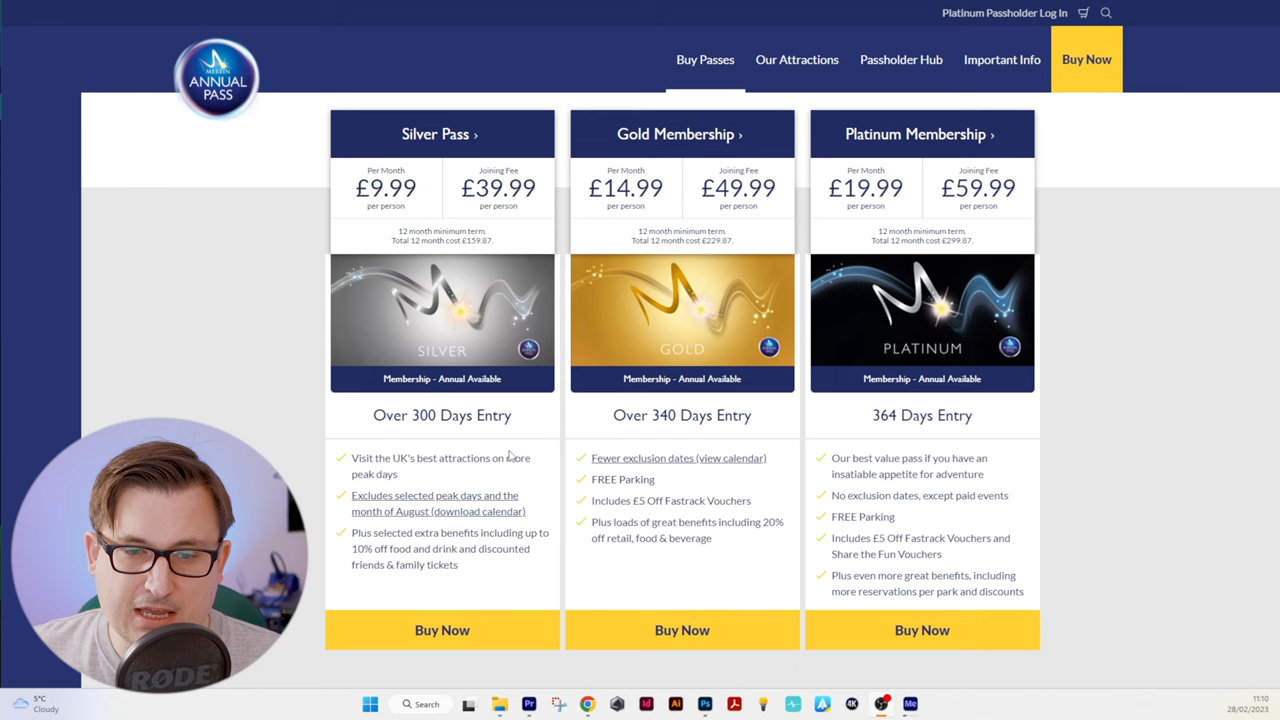 Platinum Passholder Log In
MERLIN
ANNUAL
PASS
Buy Passes
Our Attractions
Passholder Hub
Important Info
Buy Now
Silver Pass ›
Per Month
£9.99
per person
Joining Fee
£39.99
per person
12 month minimum term.
Total 12 month cost £159.87.
SILVER
Membership - Annual Available
Over 300 Days Entry
Visit the UK's best attractions on more
peak days
Excludes selected peak days and the
month of August (download calendar)
Plus selected extra benefits including up to
10% off food and drink and discounted
friends & family tickets
Buy Now
Gold Membership ›
Per Month
£14.99
per person
Joining Fee
£49.99
per person
12 month minimum term.
Total 12 month cost £229.87.
GOLD
Membership - Annual Available
Over 340 Days Entry
Fewer exclusion dates (view calendar)
FREE Parking
Includes £5 Off Fastrack Vouchers
Plus loads of great benefits including 20%
off retail, food & beverage
Buy Now
Platinum Membership ›
Per Month
£19.99
per person
Joining Fee
£59.99
per person
12 month minimum term.
Total 12 month cost £299.87.
PLATINUM
Membership - Annual Available
364 Days Entry
Our best value pass if you have an
insatiable appetite for adventure
No exclusion dates, except paid events
FREE Parking
Includes £5 Off Fastrack Vouchers and
Share the Fun Vouchers
Plus even more great benefits, including
more reservations per park and discounts
Buy Now
RØDE
5°C
Cloudy
Search
Pr
Id
Ai
Ps
4K
Me
11:10
28/02/2023